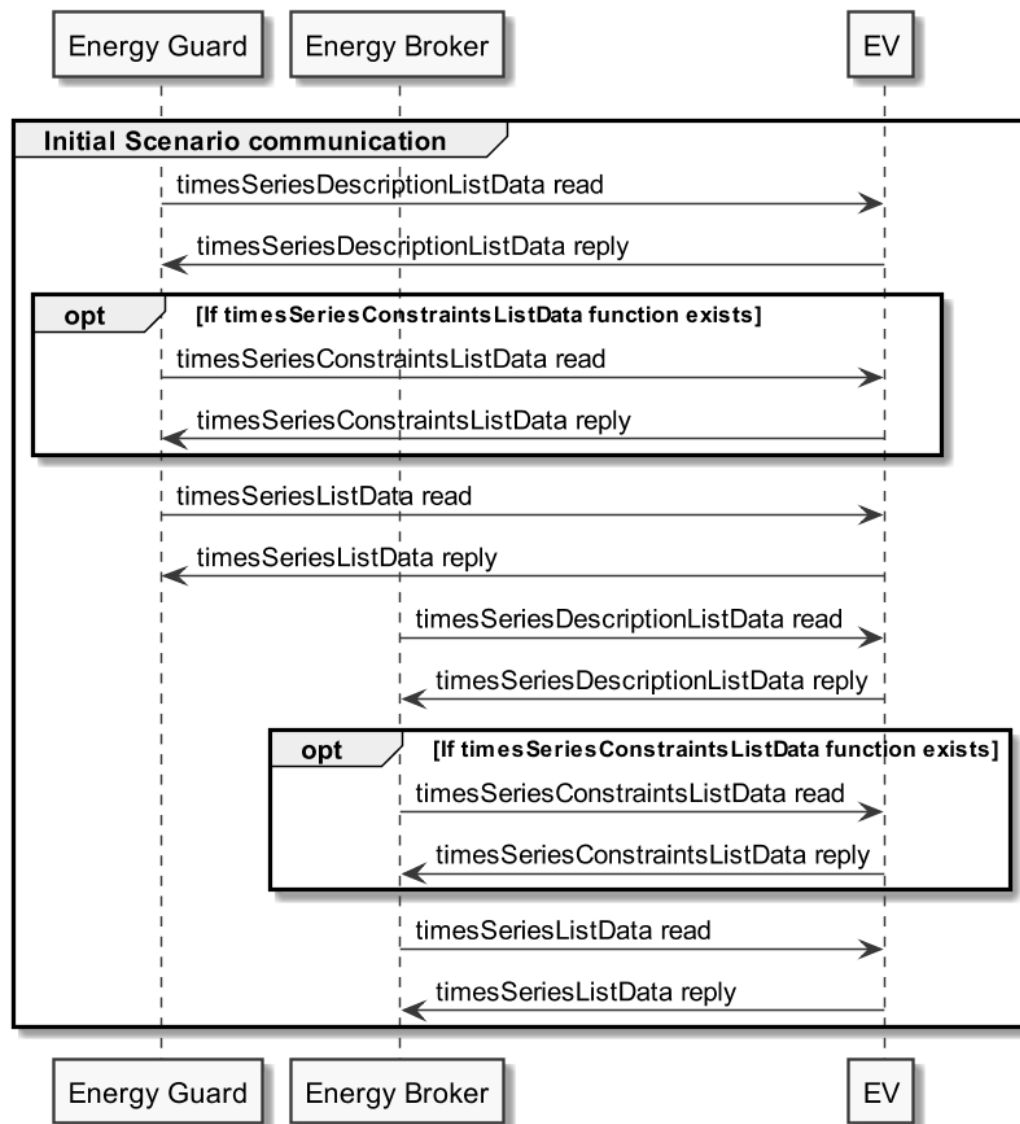 Energy Guard
Energy Broker
EV
Initial Scenario communication
timesSeriesDescriptionListData read
timesSeriesDescriptionListData reply
opt
[If timesSeriesConstraintsListData function exists]
timesSeriesConstraintsListData read
timesSeriesConstraintsListData reply
timesSeriesListData read
timesSeriesListData reply
timesSeriesDescriptionListData read
timesSeriesDescriptionListData reply
opt
[If timesSeriesConstraintsListData function exists]
timesSeriesConstraintsListData read
timesSeriesConstraintsListData reply
timesSeriesListData read
timesSeriesListData reply
Energy Guard
Energy Broker
EV